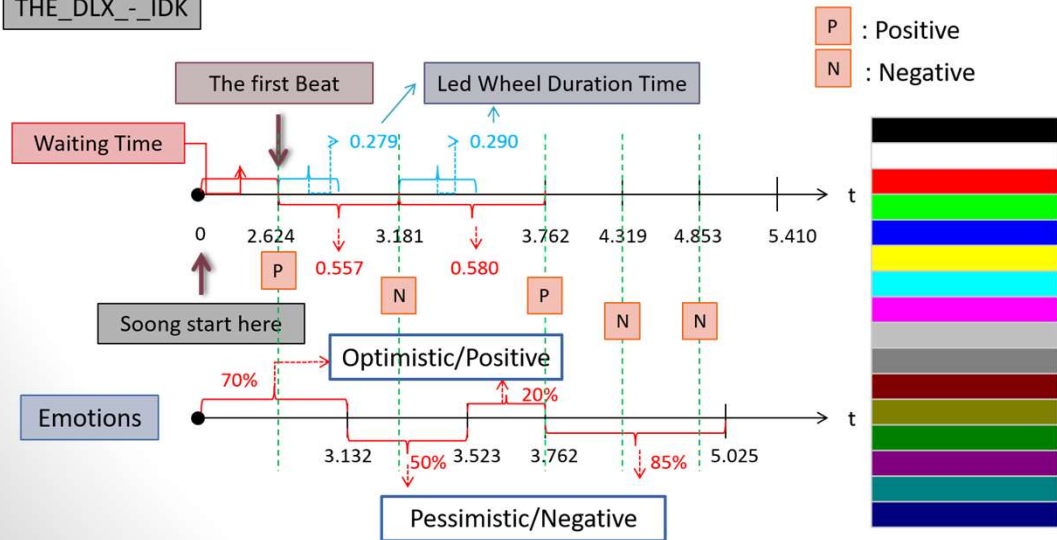 THE_DLX_-_IDK
P : Positive
N : Negative
The first Beat
Led Wheel Duration Time
Waiting Time
0.279
0.290
t
0
2.624
3.181
3.762
4.319
4.853
5.410
0.557
0.580
P
N
P
N
N
Soong start here
Optimistic/Positive
70%
20%
Emotions
t
3.132
50%
3.523
3.762
85%
5.025
Pessimistic/Negative